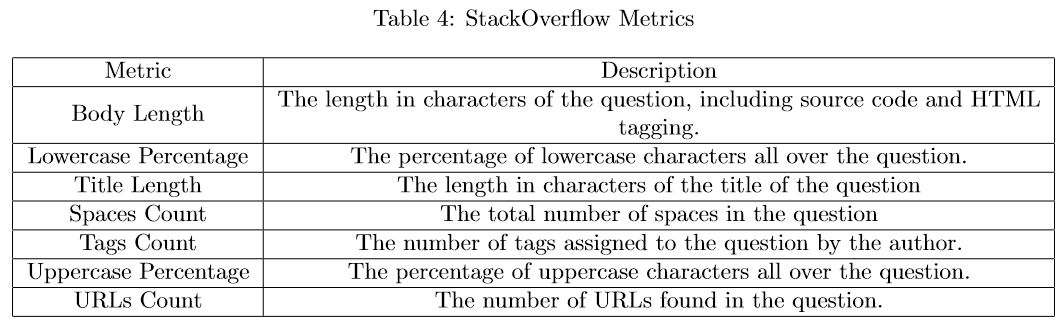 Table 4: StackOverflow Metrics
Metric Description
Body Length The length in characters of the question, including source code and HTML
tagging.
Lowercase Percentage The percentage of lowercase characters all over the question.
Title Length The length in characters of the title of the question
Spaces Count The total number of spaces in the question
Tags Count The number of tags assigned to the question by the author.
Uppercase Percentage The percentage of uppercase characters all over the question.
URLs Count The number of URLs found in the question.